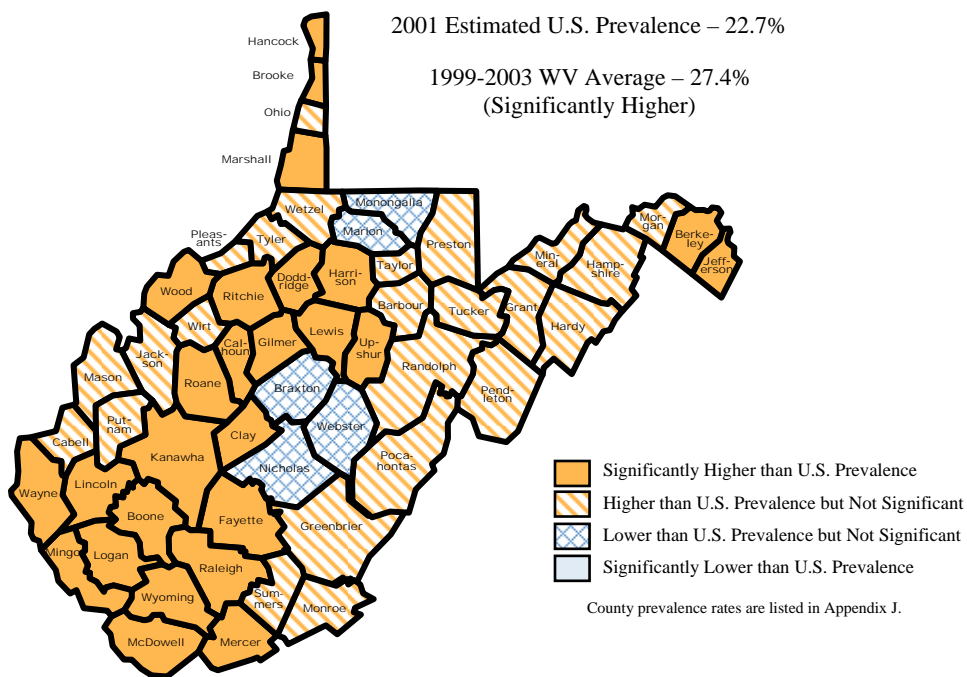 2001 Estimated U.S. Prevalence – 22.7%
1999-2003 WV Average – 27.4%
(Significantly Higher)
Hancock
Brooke
Ohio
Marshall
Wetzel
Monongalla
Marion
Pleas-
ants
Tyler
Preston
Taylor
Mor-
gan
Berke-
ley
Jeff-
erson
Min-
eral
Hamp-
shire
Wood
Ritchie
Dodd-
ridge
Harri-
son
Barbour
Tucker
Grant
Hardy
Wirt
Cal-
houn
Gilmer
Lewis
Up-
shur
Randolph
Pend-
leton
Jack-
son
Mason
Roane
Braxton
Webster
Put-
nam
Cabell
Clay
Kanawha
Nicholas
Poca-
hontas
Wayne
Lincoln
Boone
Fayette
Greenbrier
Mingo
Logan
Raleigh
Wyoming
Sum-
mers
Monroe
McDowell
Mercer
Significantly Higher than U.S. Prevalence
Higher than U.S. Prevalence but Not Significant
Lower than U.S. Prevalence but Not Significant
Significantly Lower than U.S. Prevalence
County prevalence rates are listed in Appendix J.